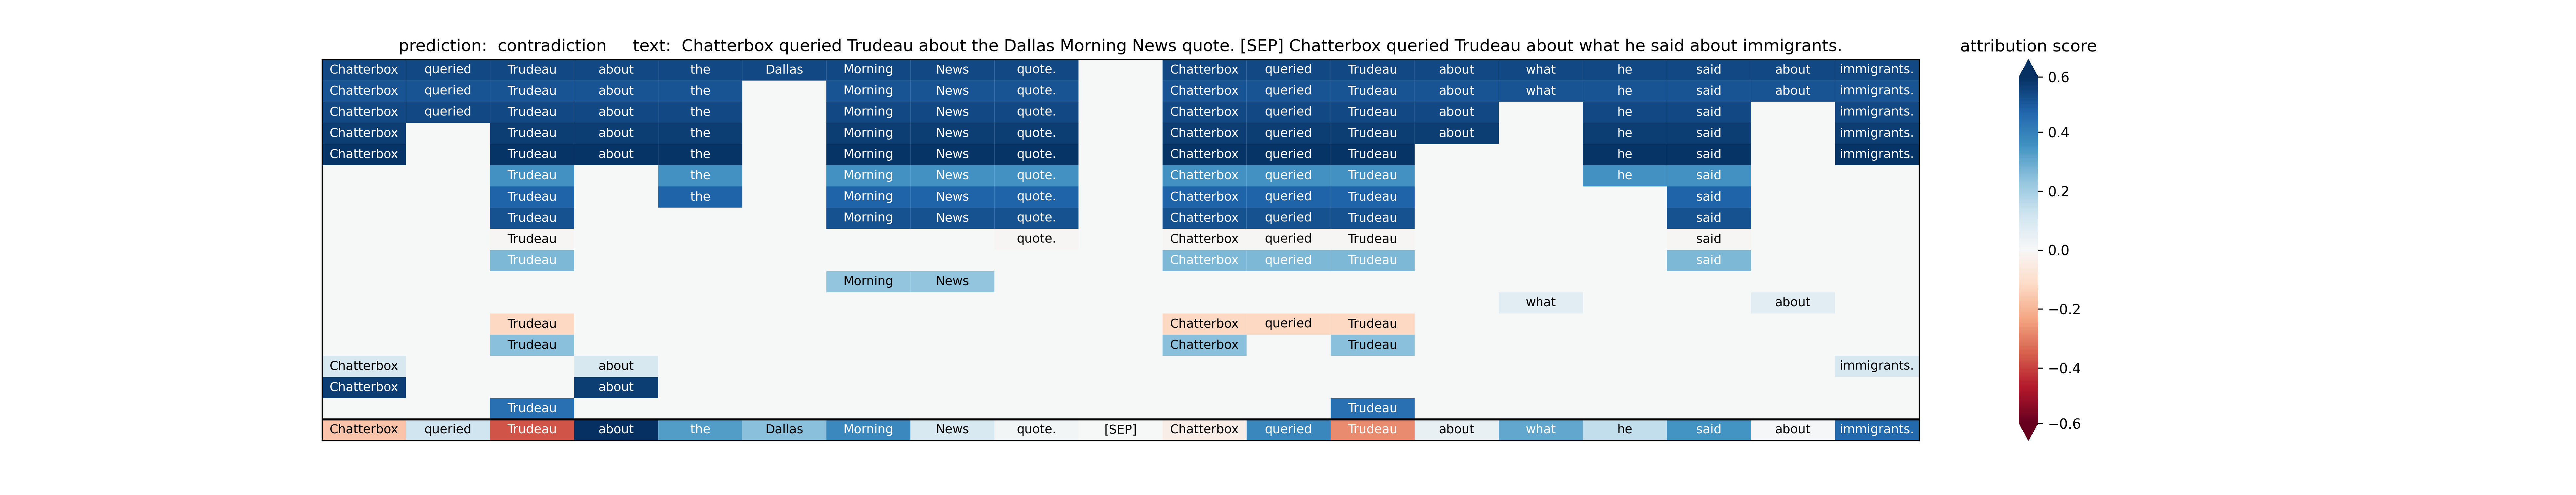 prediction: contradiction text: Chatterbox queried Trudeau about the Dallas Morning News quote. [SEP] Chatterbox queried Trudeau about what he said about immigrants.
attribution score
Chatterbox queried Trudeau about the Dallas Morning News quote. Chatterbox queried Trudeau about what he said about immigrants.
Chatterbox queried Trudeau about the Morning News quote. Chatterbox queried Trudeau about what he said about immigrants.
Chatterbox queried Trudeau about the Morning News quote. Chatterbox queried Trudeau about he said immigrants.
Chatterbox Trudeau about the Morning News quote. Chatterbox queried Trudeau about he said immigrants.
Chatterbox Trudeau about the Morning News quote. Chatterbox queried Trudeau he said immigrants.
Trudeau the Morning News quote. Chatterbox queried Trudeau he said
Trudeau the Morning News quote. Chatterbox queried Trudeau said
Trudeau Morning News quote. Chatterbox queried Trudeau said
Trudeau quote. Chatterbox queried Trudeau said
Trudeau Chatterbox queried Trudeau said
Morning News
what about
Trudeau Chatterbox queried Trudeau
Trudeau Chatterbox Trudeau
Chatterbox about immigrants.
Chatterbox about
Trudeau Trudeau
Chatterbox queried Trudeau about the Dallas Morning News quote. [SEP] Chatterbox queried Trudeau about what he said about immigrants.
0.6
0.4
0.2
0.0
−0.2
−0.4
−0.6